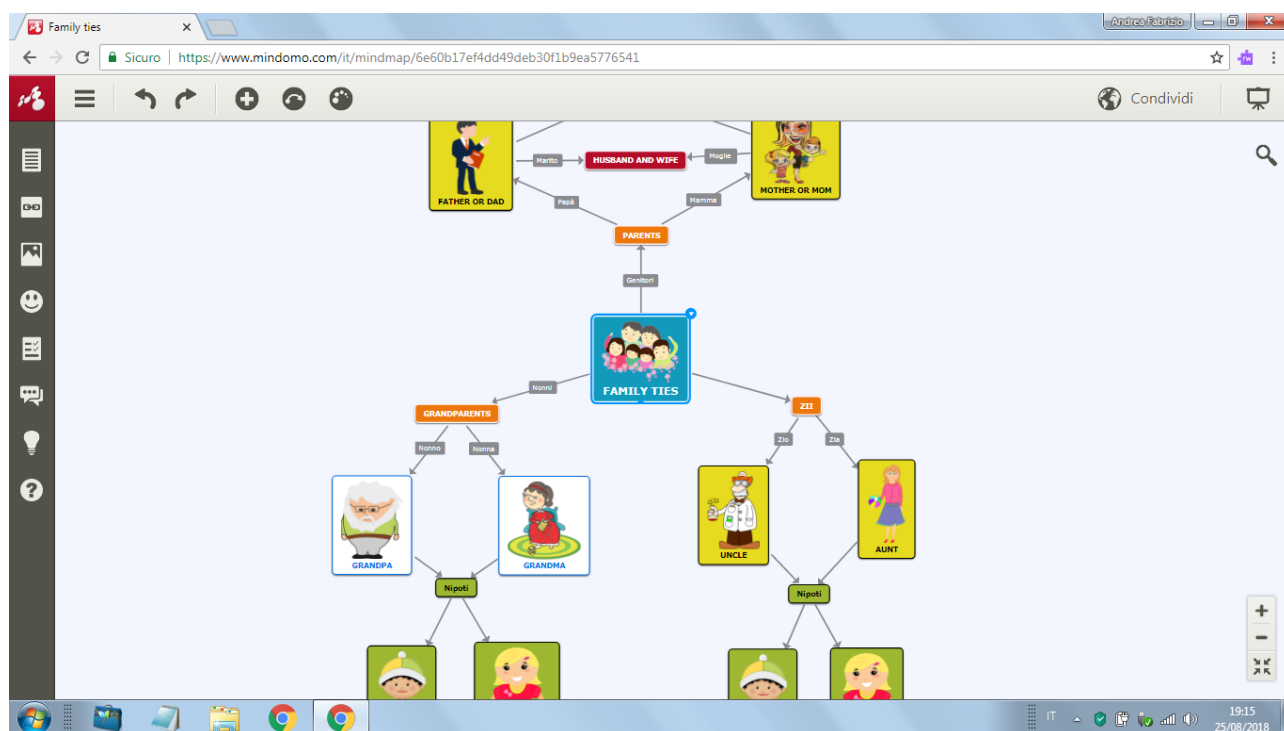 Family ties
Andrea Fabrizio
Sicuro
https://www.mindomo.com/it/mindmap/6e60b17ef4dd49deb30f1b9ea5776541
Condividi
Marito
HUSBAND AND WIFE
Moglie
FATHER OR DAD
MOTHER OR MOM
Papà
Mamma
PARENTS
Genitori
FAMILY TIES
Nonni
GRANDPARENTS
ZII
Nonno
Nonna
Zio
Zia
GRANDPA
GRANDMA
UNCLE
AUNT
Nipoti
Nipoti
IT
19:15
25/08/2018